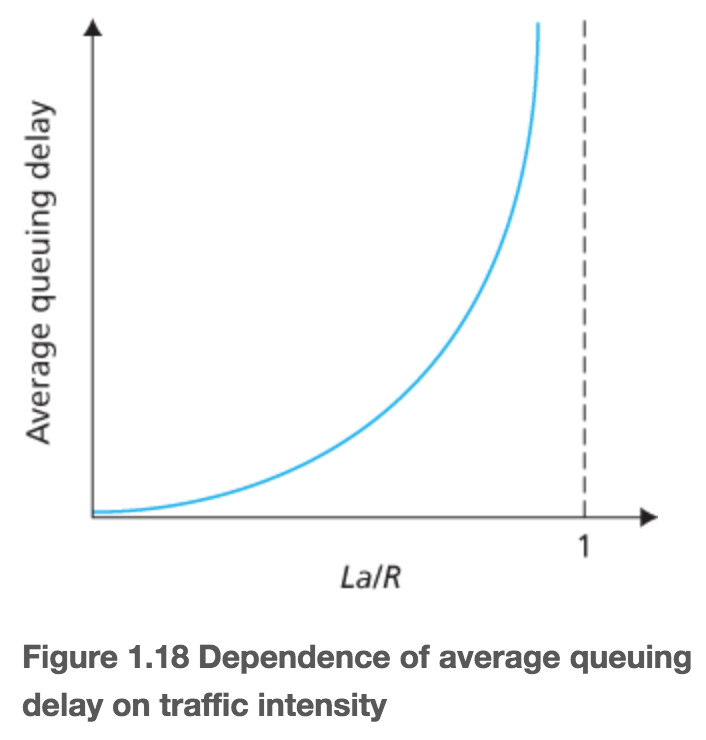 Average queuing delay
1
La/R
Figure 1.18 Dependence of average queuing
delay on traffic intensity